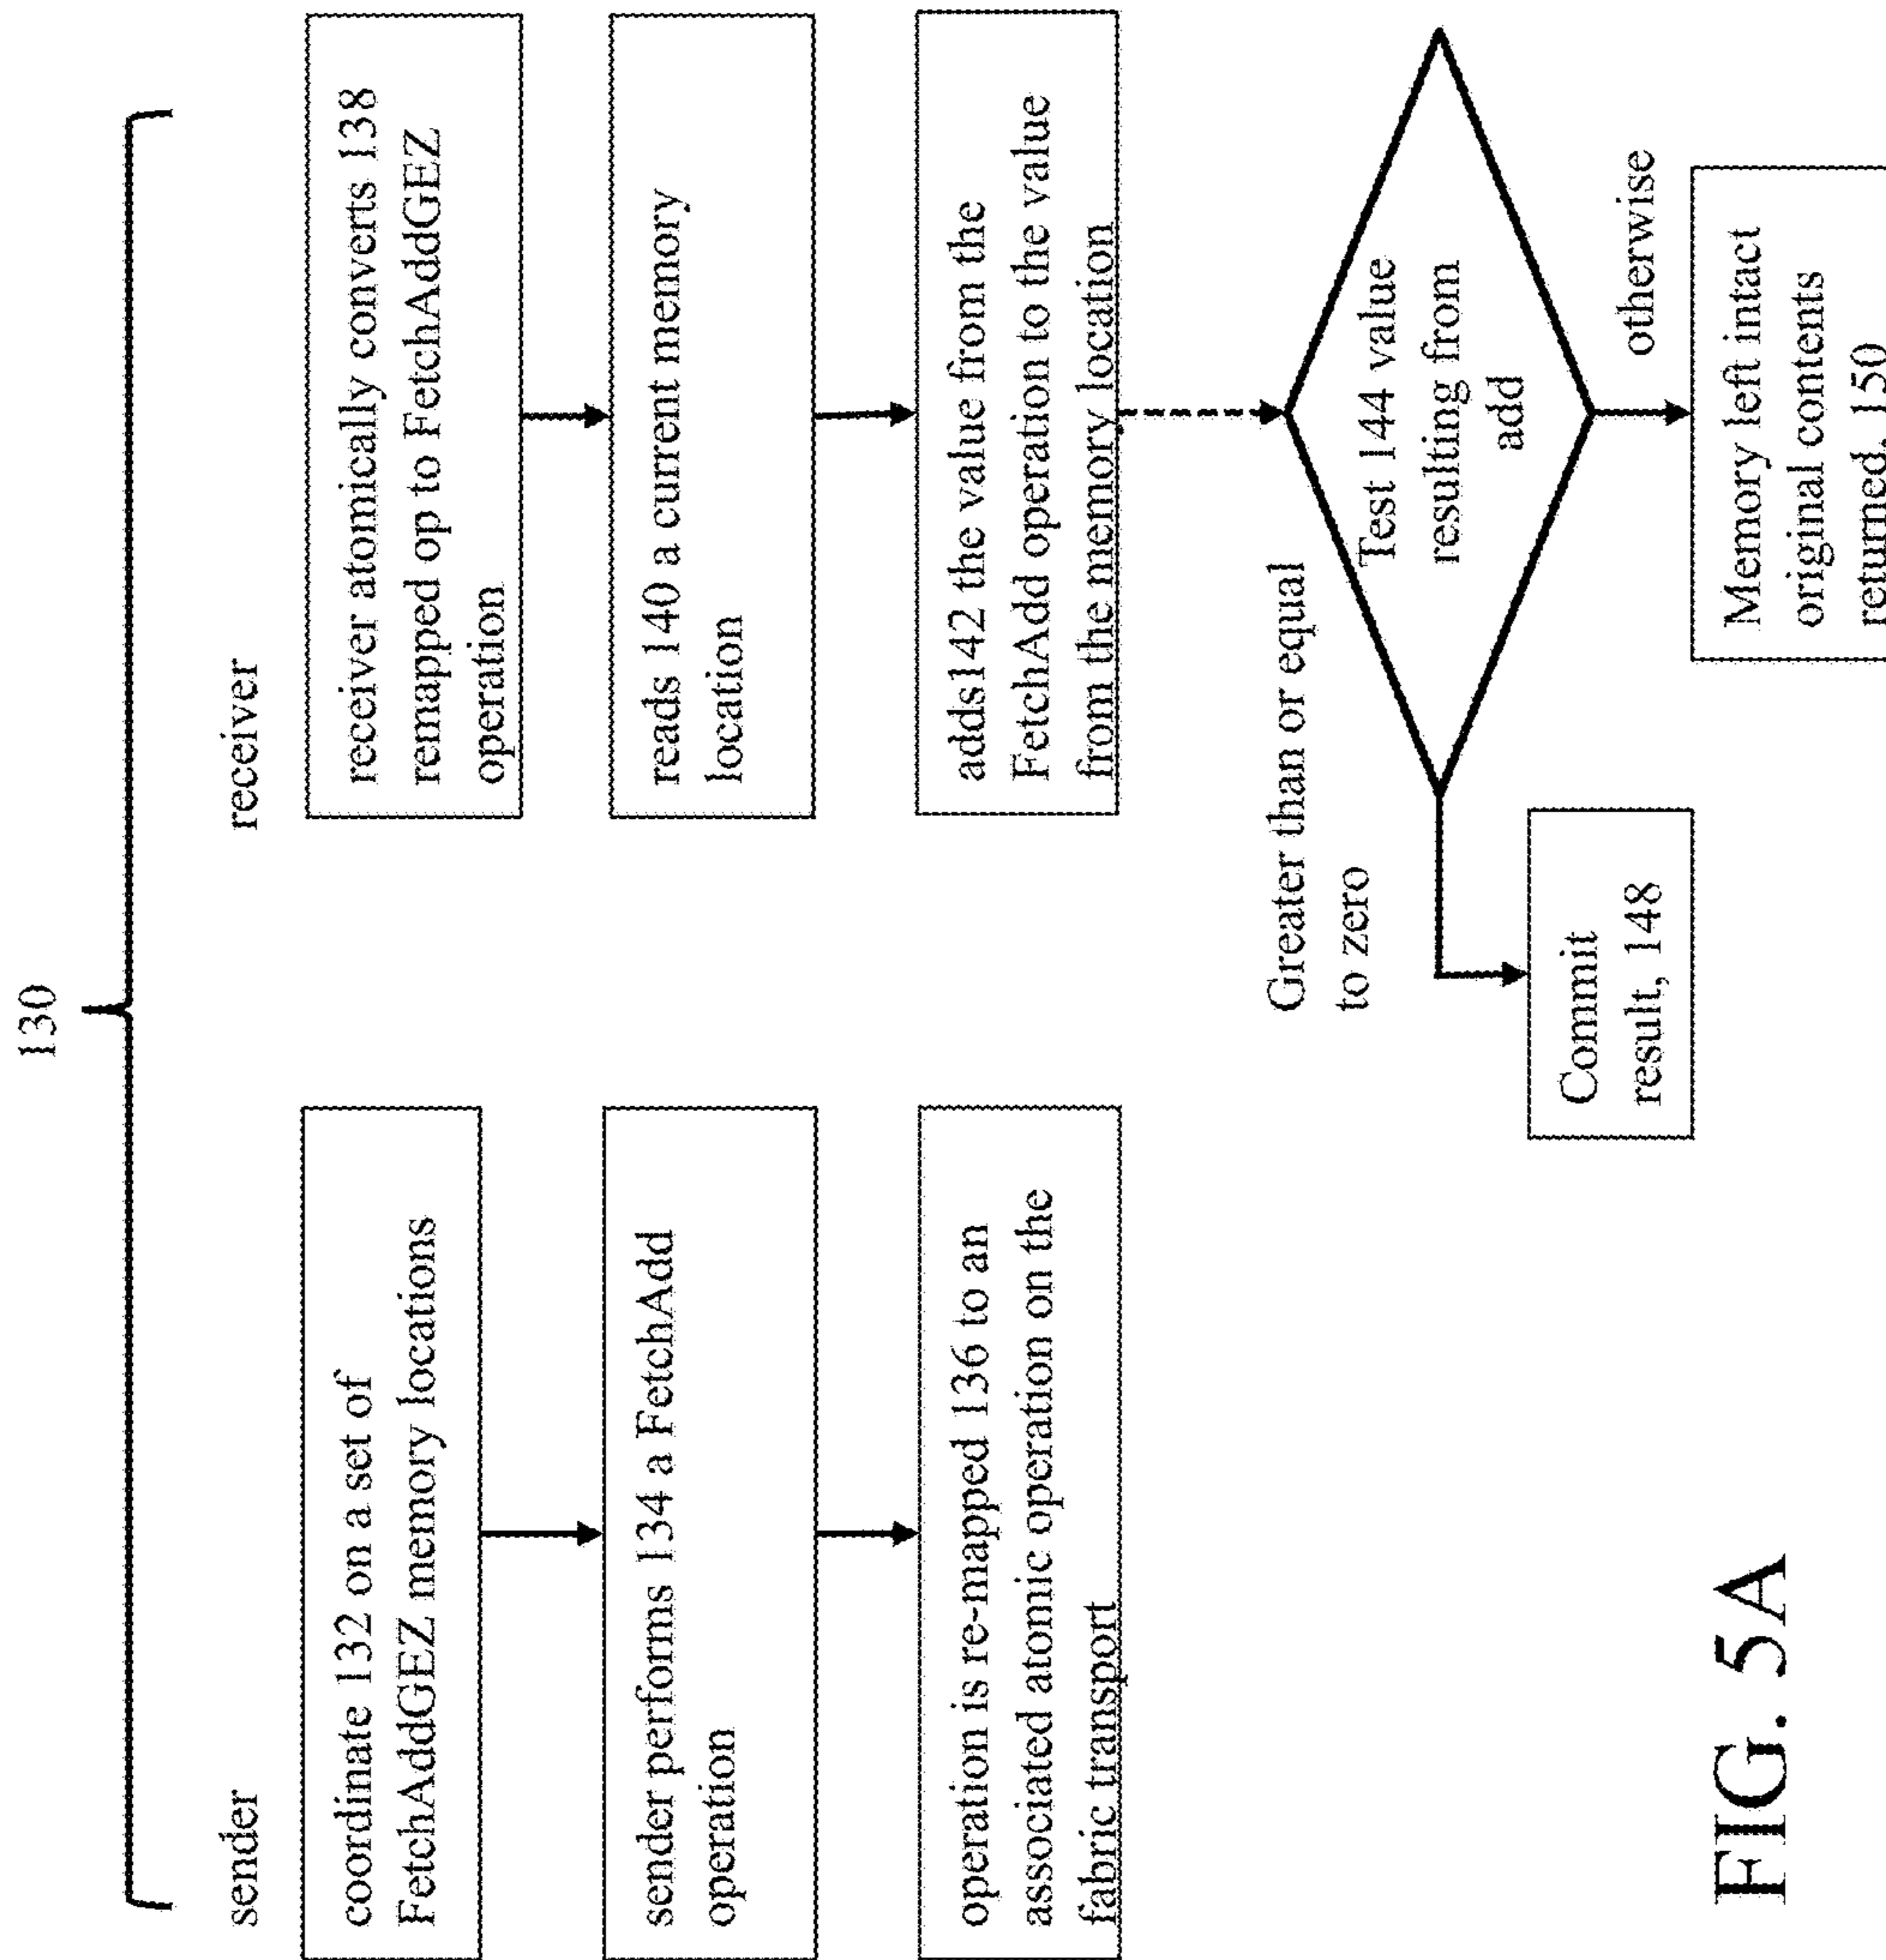 130
sender
coordinate 132 on a set of
FetchAddGEZ memory locations
sender performs 134 a FetchAdd
operation
operation is re-mapped 136 to an
associated atomic operation on the
fabric transport
receiver
receiver atomically converts 138
remapped op to FetchAddGEZ
operation
reads 140 a current memory
location
adds142 the value from the
FetchAdd operation to the value
from the memory location
Test 144 value
resulting from
add
Greater than or equal
to zero
otherwise
Commit
result, 148
Memory left intact
original contents
returned, 150
FIG. 5A